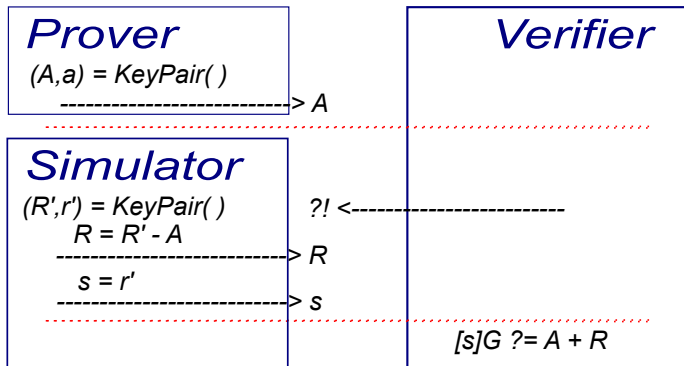 Prover
Verifier
(A,a) = KeyPair( )
---------------------------> A
Simulator
(R',r') = KeyPair( )
?! <-------------------------
R = R' - A
---------------------------> R
s = r'
---------------------------> s
[s]G ?= A + R